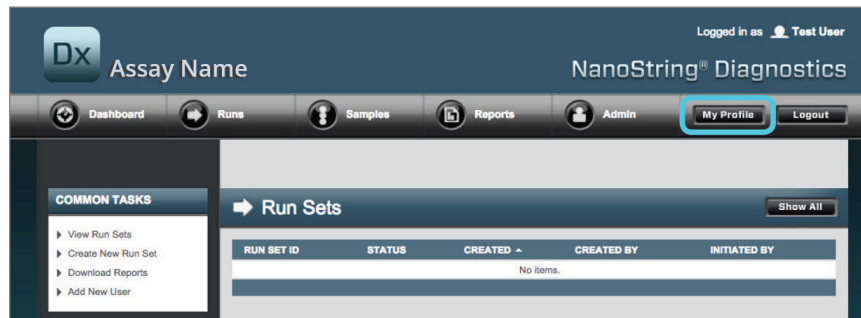 Logged in as Test User
Dx Assay Name
NanoString® Diagnostics
Dashboard Runs Samples Reports Admin My Profile Logout
COMMON TASKS
View Run Sets
Create New Run Set
Download Reports
Add New User
Run Sets Show All
RUN SET ID STATUS CREATED CREATED BY INITIATED BY
No items.